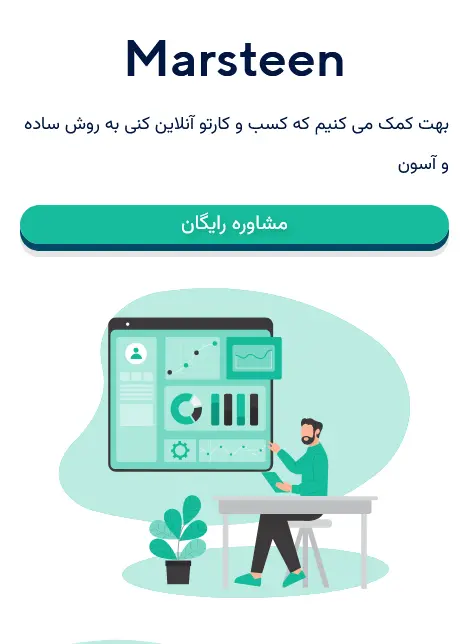 Marsteen
بهت کمک می کنیم که کسب و کارتو آنلاین کنی به روش ساده
و آسون
مشاوره رایگان